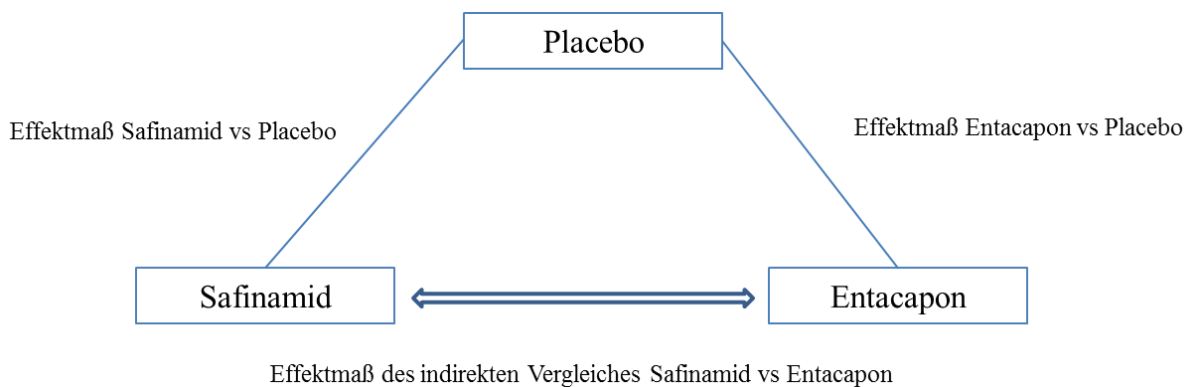 Placebo
Effektmaß Safinamid vs Placebo
Effektmaß Entacapon vs Placebo
Safinamid
Entacapon
Effektmaß des indirekten Vergleiches Safinamid vs Entacapon